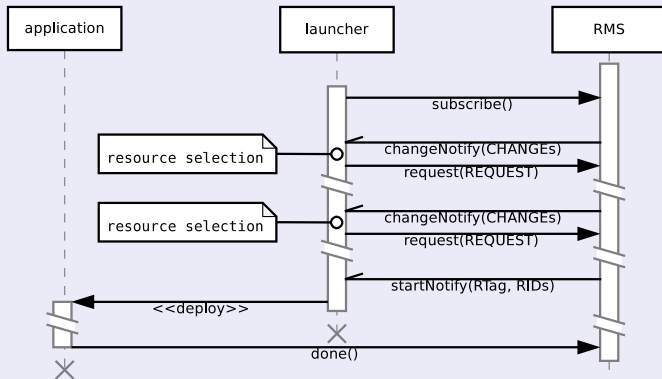 application
launcher
RMS
subscribe()
changeNotify(CHANGEs)
resource selection
request(REQUEST)
changeNotify(CHANGEs)
resource selection
request(REQUEST)
startNotify(RTag, RIDs)
<<deploy>>
done()